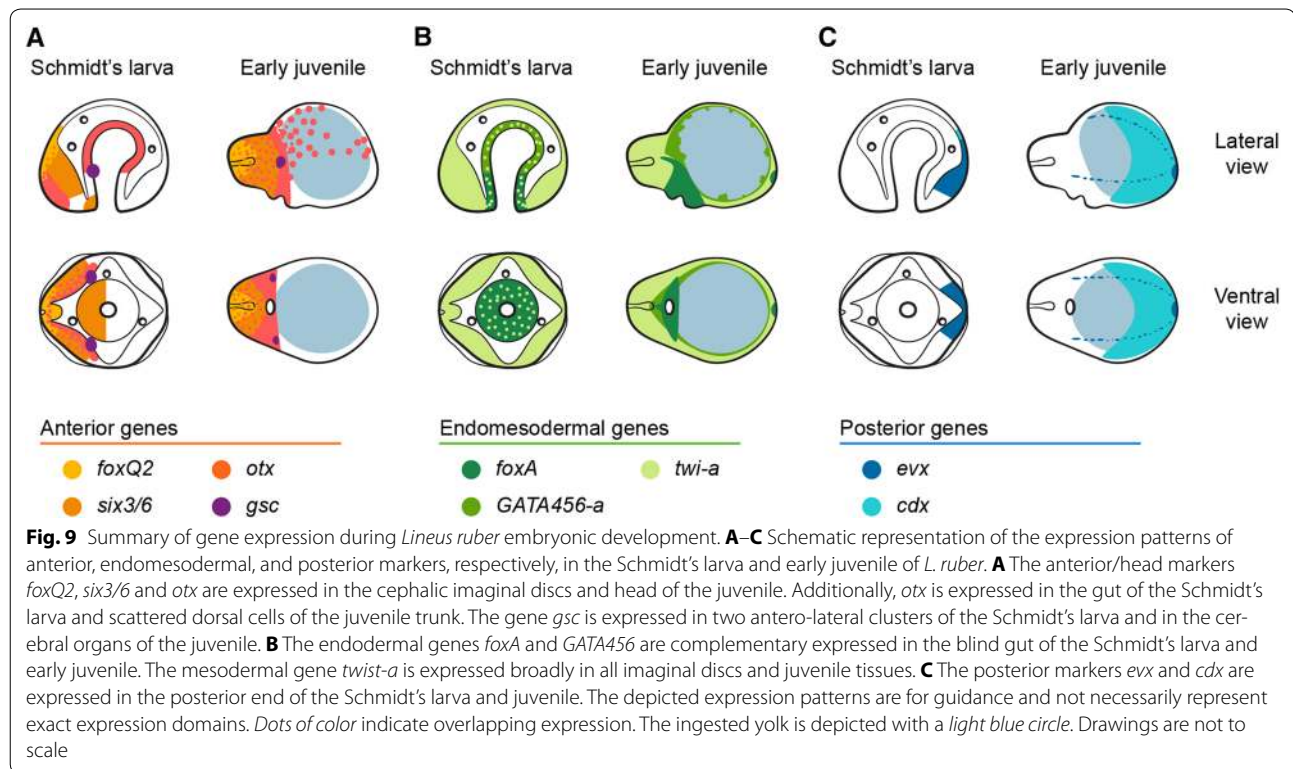 A
B
C
Schmidt's larva Early juvenile
Schmidt's larva Early juvenile
Schmidt's larva Early juvenile
Lateral
view
Ventral
view
Anterior genes
foxQ2 otx
six3/6 gsc
Endomesodermal genes
foxA twi-a
GATA456-a
Posterior genes
evx
cdx
Fig. 9 Summary of gene expression during Lineus ruber embryonic development. A–C Schematic representation of the expression patterns of
anterior, endomesodermal, and posterior markers, respectively, in the Schmidt's larva and early juvenile of L. ruber. A The anterior/head markers
foxQ2, six3/6 and otx are expressed in the cephalic imaginal discs and head of the juvenile. Additionally, otx is expressed in the gut of the Schmidt's
larva and scattered dorsal cells of the juvenile trunk. The gene gsc is expressed in two antero-lateral clusters of the Schmidt's larva and in the cer-
ebral organs of the juvenile. B The endodermal genes foxA and GATA456 are complementary expressed in the blind gut of the Schmidt's larva and
early juvenile. The mesodermal gene twist-a is expressed broadly in all imaginal discs and juvenile tissues. C The posterior markers evx and cdx are
expressed in the posterior end of the Schmidt's larva and juvenile. The depicted expression patterns are for guidance and not necessarily represent
exact expression domains. Dots of color indicate overlapping expression. The ingested yolk is depicted with a light blue circle. Drawings are not to
scale